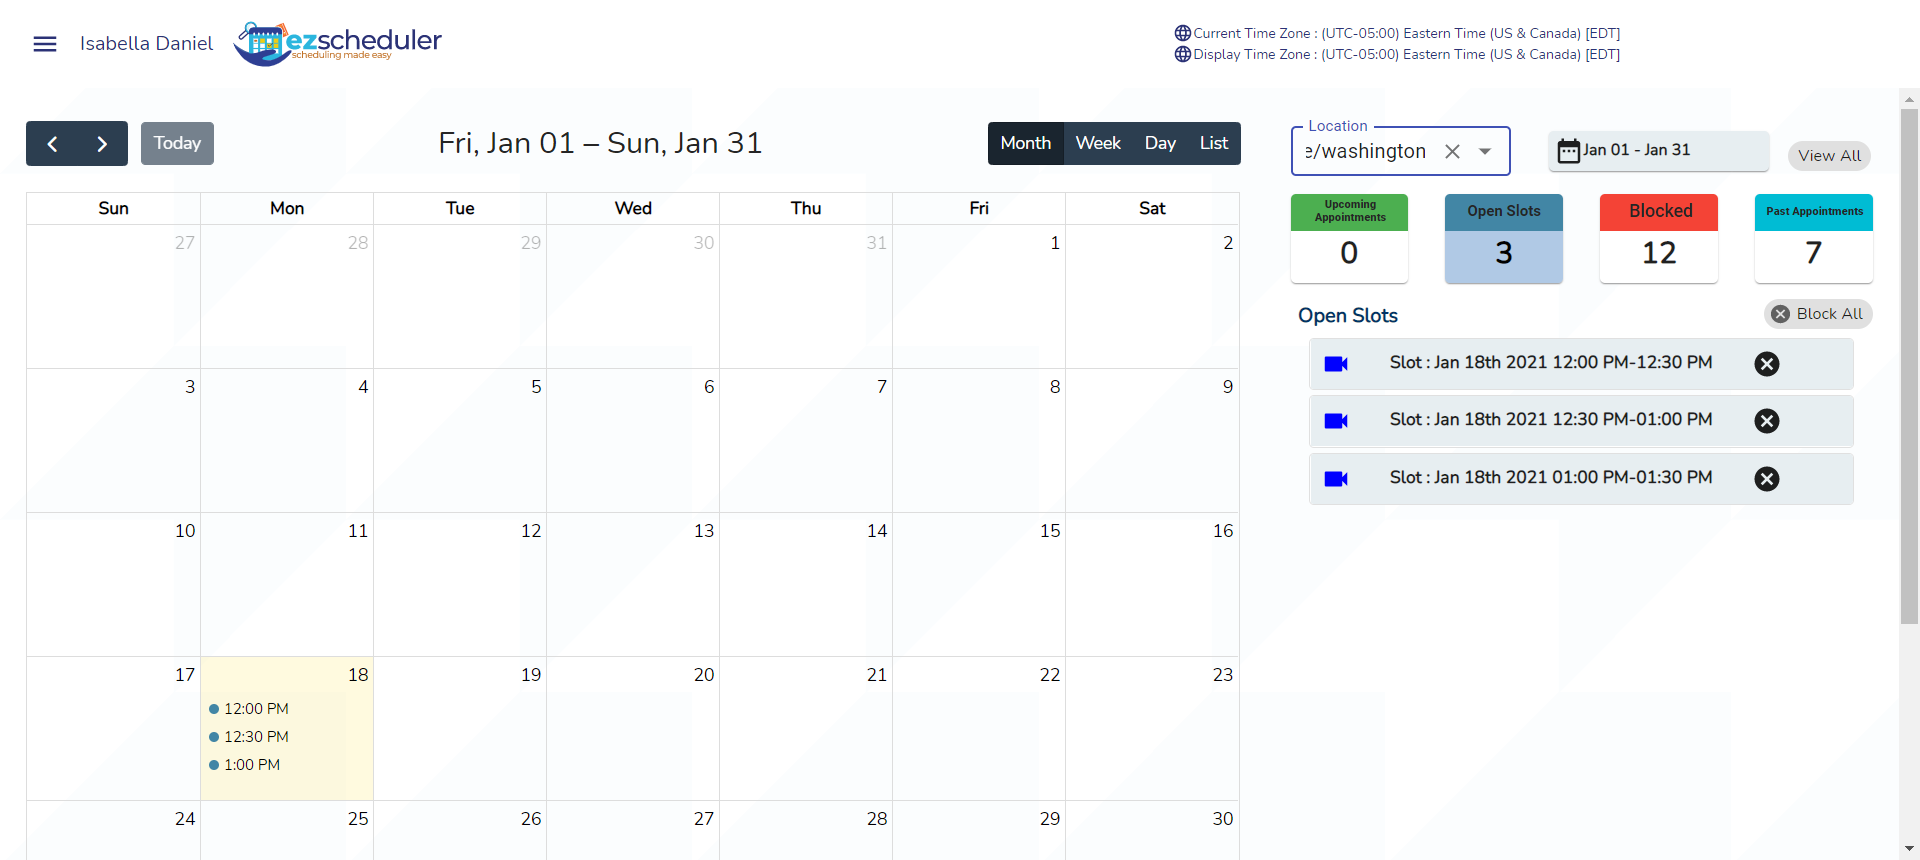 Isabella Daniel
ezscheduler
scheduling made easy
Current Time Zone : (UTC-05:00) Eastern Time (US & Canada) [EDT]
Display Time Zone : (UTC-05:00) Eastern Time (US & Canada) [EDT]
Today
Fri, Jan 01 – Sun, Jan 31
Month Week Day List
Location
e/washington
Jan 01 - Jan 31
View All
Sun Mon Tue Wed Thu Fri Sat
27 28 29 30 31 1 2
3 4 5 6 7 8 9
10 11 12 13 14 15 16
17 18 19 20 21 22 23
12:00 PM
12:30 PM
1:00 PM
24 25 26 27 28 29 30
Upcoming
Appointments
0
Open Slots
3
Blocked
12
Past Appointments
7
Open Slots
Block All
Slot : Jan 18th 2021 12:00 PM-12:30 PM
Slot : Jan 18th 2021 12:30 PM-01:00 PM
Slot : Jan 18th 2021 01:00 PM-01:30 PM